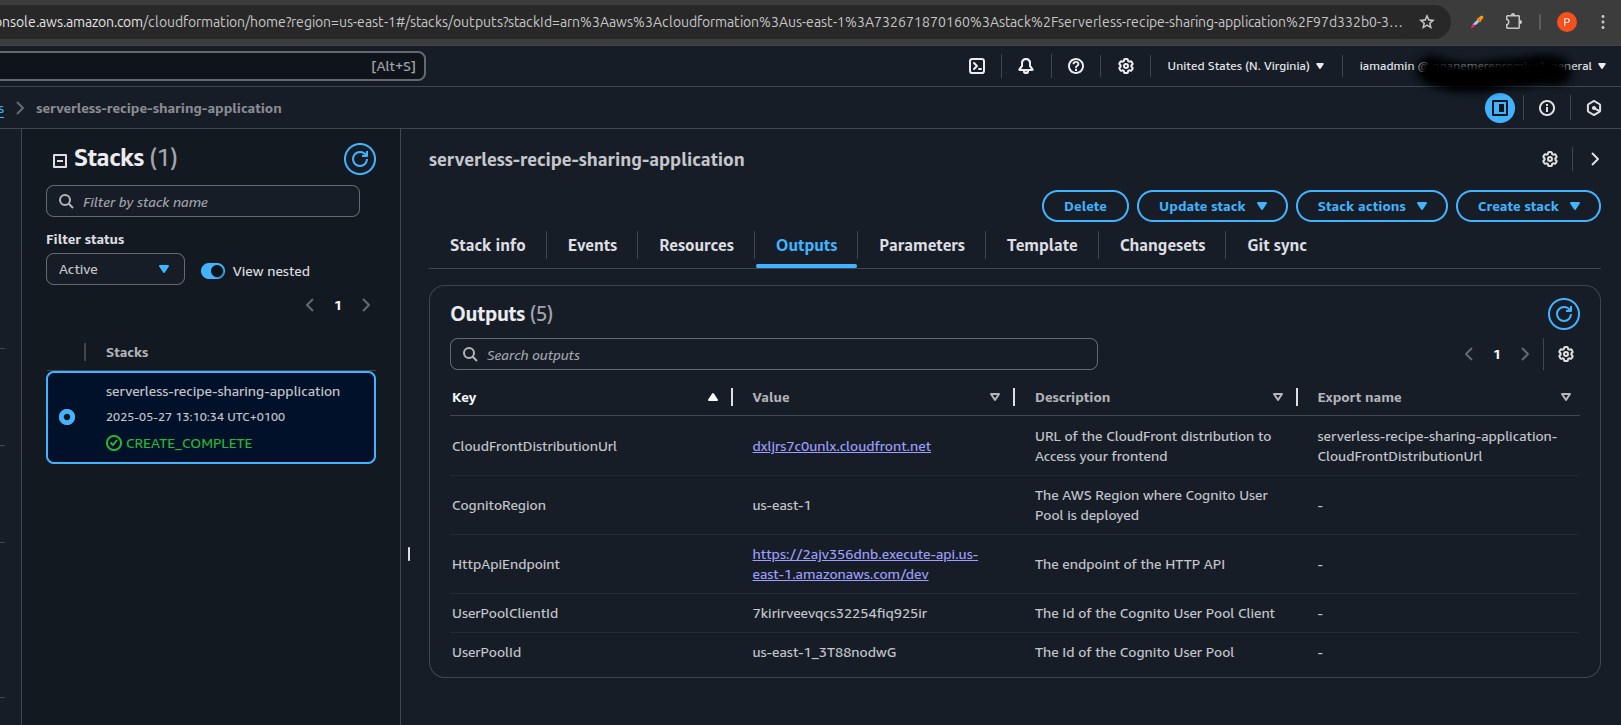 onsole.aws.amazon.com/cloudformation/home?region=us-east-1#/stacks/outputs?stackId=arn%3Aaws%3Acloudformation%3Aus-east-1%3A732671870160%3Astack%2Fserverless-recipe-sharing-application%2F97d332b0-3...
P
[Alt+S]
United States (N. Virginia)
iamadmin @
eneral
s
serverless-recipe-sharing-application
Stacks (1)
Filter by stack name
Filter status
Active
View nested
1
Stacks
serverless-recipe-sharing-application
2025-05-27 13:10:34 UTC+0100
CREATE_COMPLETE
serverless-recipe-sharing-application
Delete
Update stack
Stack actions
Create stack
Stack info
Events
Resources
Outputs
Parameters
Template
Changesets
Git sync
Outputs (5)
Search outputs
1
Key Value Description Export name
CloudFrontDistributionUrl
dxljrs7c0unlx.cloudfront.net
URL of the CloudFront distribution to
Access your frontend
serverless-recipe-sharing-application-
CloudFrontDistributionUrl
CognitoRegion
us-east-1
The AWS Region where Cognito User
Pool is deployed
-
HttpApiEndpoint
https://2ajv356dnb.execute-api.us-
east-1.amazonaws.com/dev
The endpoint of the HTTP API
-
UserPoolClientId
7kirirveevqcs32254fiq925ir
The Id of the Cognito User Pool Client
-
UserPoolId
us-east-1_3T88nodwG
The Id of the Cognito User Pool
-